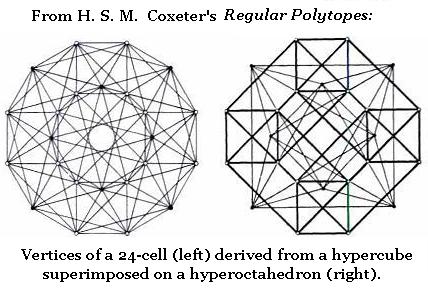 From H. S. M. Coxeter's Regular Polytopes:
Vertices of a 24-cell (left) derived from a hypercube
superimposed on a hyperoctahedron (right).